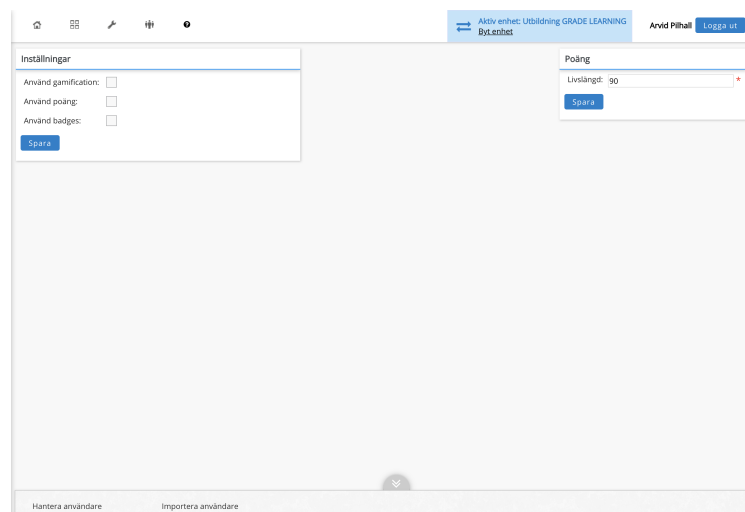 Aktiv enhet: Utbildning GRADE LEARNING
Byt enhet
Arvid Pilhall
Logga ut
Inställningar
Använd gamification:
Använd poäng:
Använd badges:
Spara
Poäng
Livslängd: 90 *
Spara
Hantera användare
Importera användare